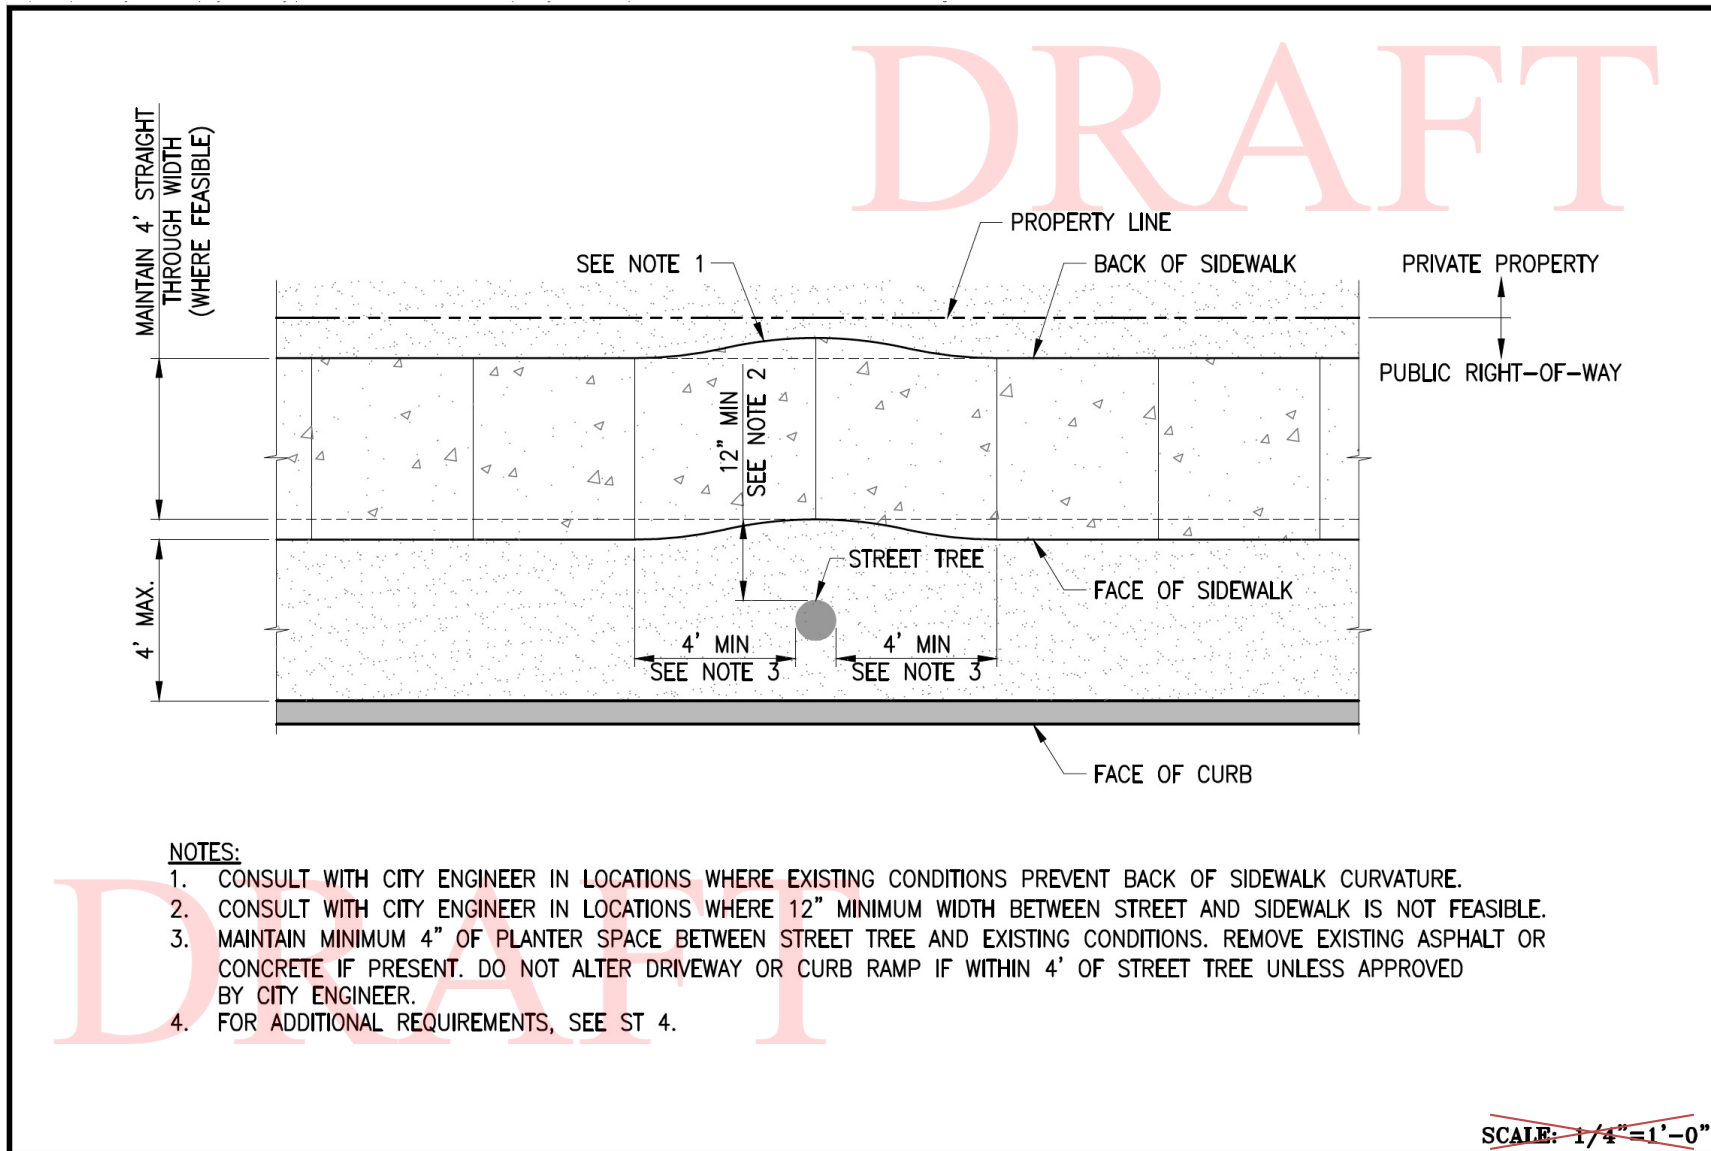 DRAFT
MAINTAIN 4' STRAIGHT
THROUGH WIDTH
(WHERE FEASIBLE)
PROPERTY LINE
SEE NOTE 1
BACK OF SIDEWALK
PRIVATE PROPERTY
PUBLIC RIGHT-OF-WAY
12" MIN
SEE NOTE 2
STREET TREE
FACE OF SIDEWALK
4' MAX.
4' MIN
SEE NOTE 3
4' MIN
SEE NOTE 3
FACE OF CURB
NOTES:
1. CONSULT WITH CITY ENGINEER IN LOCATIONS WHERE EXISTING CONDITIONS PREVENT BACK OF SIDEWALK CURVATURE.
2. CONSULT WITH CITY ENGINEER IN LOCATIONS WHERE 12" MINIMUM WIDTH BETWEEN STREET AND SIDEWALK IS NOT FEASIBLE.
3. MAINTAIN MINIMUM 4" OF PLANTER SPACE BETWEEN STREET TREE AND EXISTING CONDITIONS. REMOVE EXISTING ASPHALT OR
CONCRETE IF PRESENT. DO NOT ALTER DRIVEWAY OR CURB RAMP IF WITHIN 4' OF STREET TREE UNLESS APPROVED
BY CITY ENGINEER.
4. FOR ADDITIONAL REQUIREMENTS, SEE ST 4.
DRAFT
SCALE: 1/4"=1'-0"